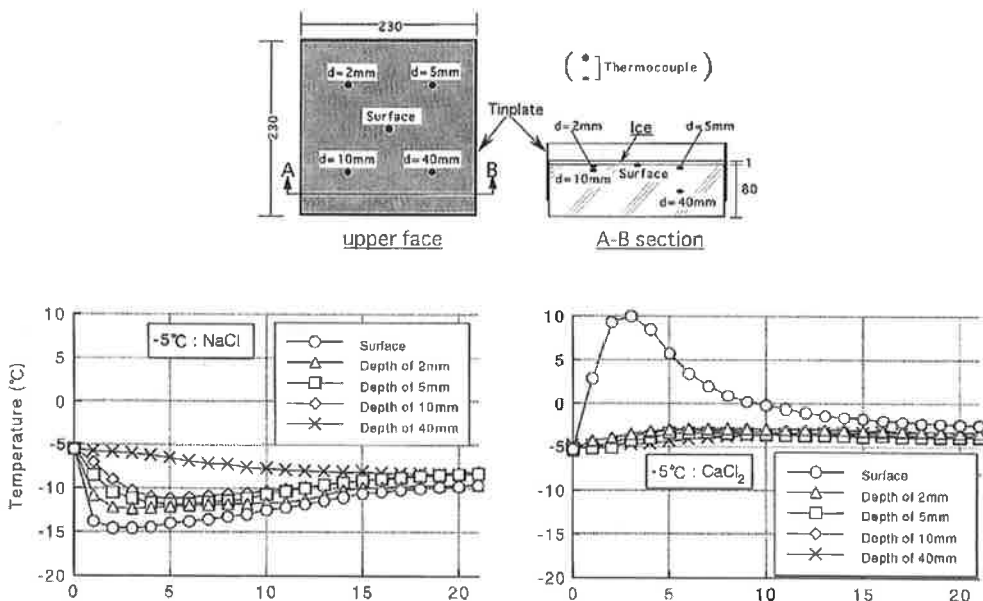 230
230
d=2mm
d=5mm
Surface
d=10mm
d=40mm
A
B
upper face
( ] Thermocouple )
Tinplate
d=2mm
Ice
d=5mm
d=10mm
Surface
d=40mm
1
80
A-B section
10
5
0
-5
-10
-15
-20
Temperature (℃)
-5℃ : NaCl
Surface
Depth of 2mm
Depth of 5mm
Depth of 10mm
Depth of 40mm
0
5
10
15
20
10
5
0
-5
-10
-15
-20
-5℃ : CaCl₂
Surface
Depth of 2mm
Depth of 5mm
Depth of 10mm
Depth of 40mm
0
5
10
15
20